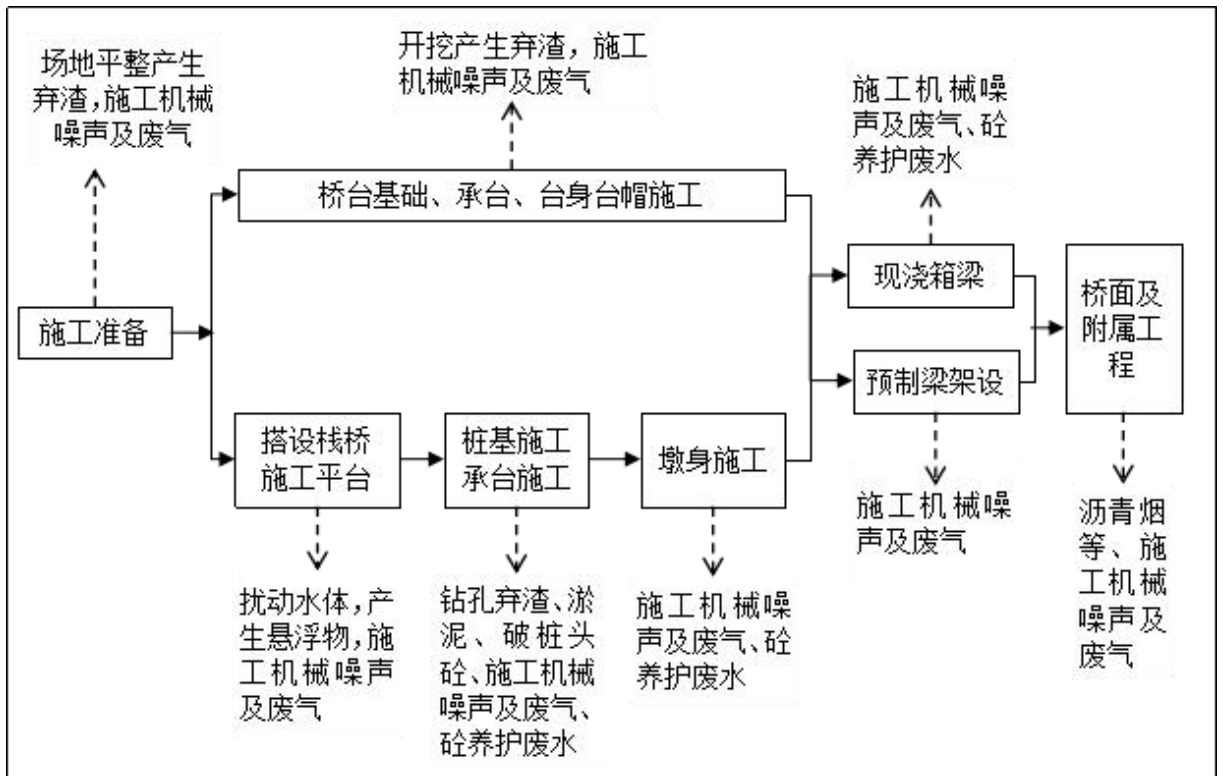 场地平整产生
弃渣，施工机械
噪声及废气
开挖产生弃渣，施工
机械噪声及废气
施工机械噪
声及废气、砼
养护废水
桥台基础、承台、台身台帽施工
现浇箱梁
桥面及
附属工
程
施工准备
预制梁架设
搭设栈桥
施工平台
桩基施工
承台施工
墩身施工
施工机械噪
声及废气
沥青烟
等、施
工机械
噪声及
废气
扰动水体，产
生悬浮物，施
工机械噪声
及废气
钻孔弃渣、淤
泥、破桩头
砼、施工机械
噪声及废气、
砼养护废水
施工机械噪
声及废气、砼
养护废水